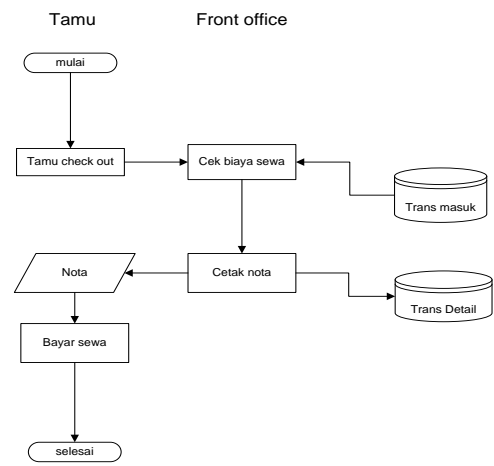 Tamu
Front office
mulai
Tamu check out
Cek biaya sewa
Trans masuk
Nota
Cetak nota
Trans Detail
Bayar sewa
selesai